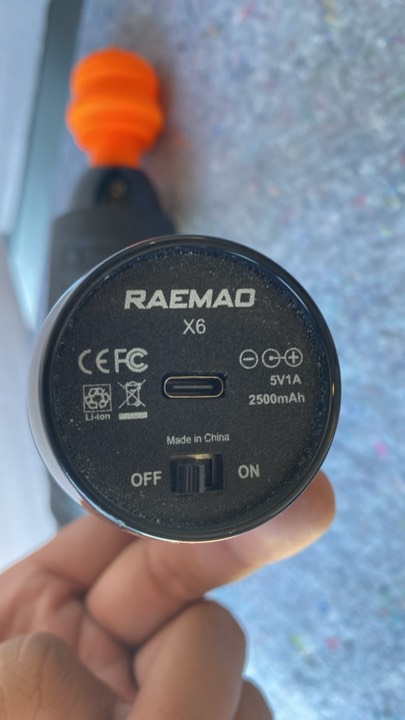 RAEMAO
X6
CE FC
5V1A
Li-ion
2500mAh
Made in China
OFF ON